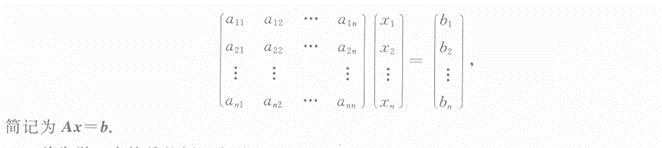 a₁₁ a₁₂ ⋯ a₁ₙ x₁ b₁
a₂₁ a₂₂ ⋯ a₂ₙ x₂ = b₂
⋮ ⋮ ⋮ ⋮ ⋮
aₙ₁ aₙ₂ ⋯ aₙₙ xₙ bₙ ,
简记为 Ax=b.